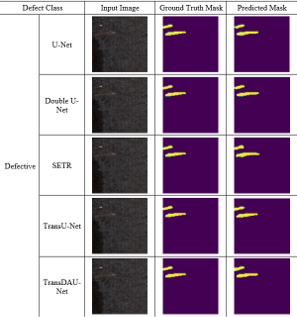 Defect Class Input Image Ground Truth Mask Predicted Mask
Defective
U-Net
Double U-
Net
SETR
TransU-Net
TransDAU-
Net